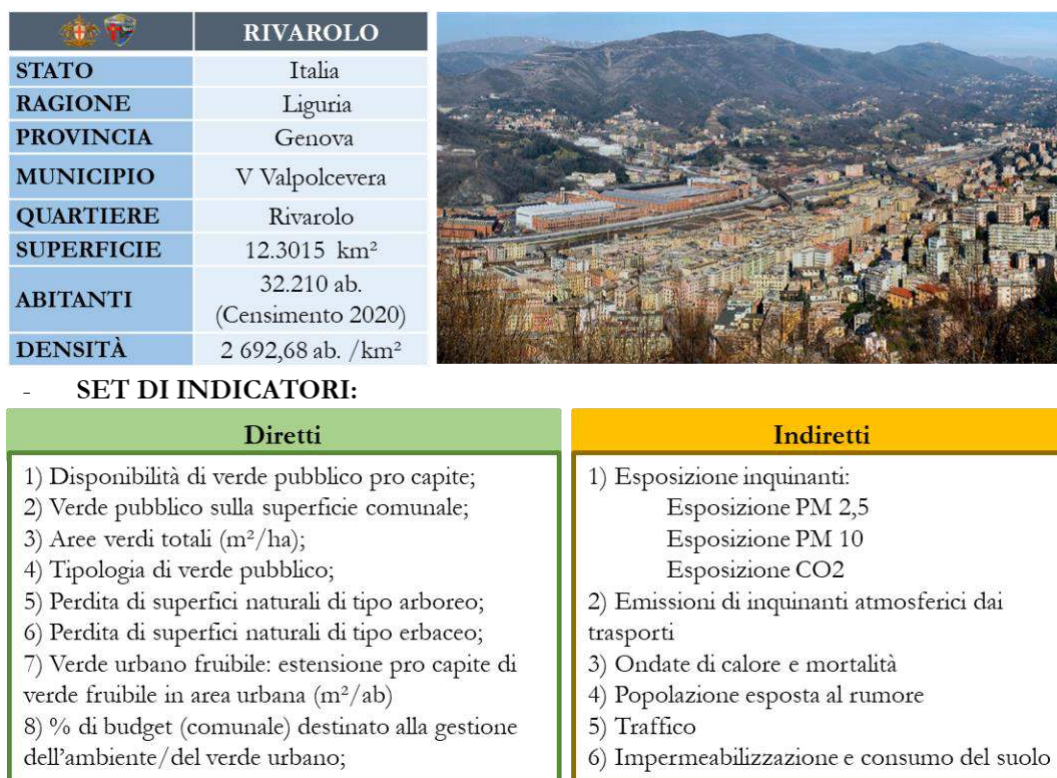 RIVAROLO
STATO Italia
RAGIONE Liguria
PROVINCIA Genova
MUNICIPIO V Valpolcevera
QUARTIERE Rivarolo
SUPERFICIE 12.3015 km²
ABITANTI 32.210 ab.
(Censimento 2020)
DENSITÀ 2 692,68 ab. /km²
- SET DI INDICATORI:
Diretti
1) Disponibilità di verde pubblico pro capite;
2) Verde pubblico sulla superficie comunale;
3) Aree verdi totali (m²/ha);
4) Tipologia di verde pubblico;
5) Perdita di superfici naturali di tipo arboreo;
6) Perdita di superfici naturali di tipo erbaceo;
7) Verde urbano fruibile: estensione pro capite di
verde fruibile in area urbana (m²/ab)
8) % di budget (comunale) destinato alla gestione
dell'ambiente/del verde urbano;
Indiretti
1) Esposizione inquinanti:
Esposizione PM 2,5
Esposizione PM 10
Esposizione CO2
2) Emissioni di inquinanti atmosferici dai
trasporti
3) Ondate di calore e mortalità
4) Popolazione esposta al rumore
5) Traffico
6) Impermeabilizzazione e consumo del suolo